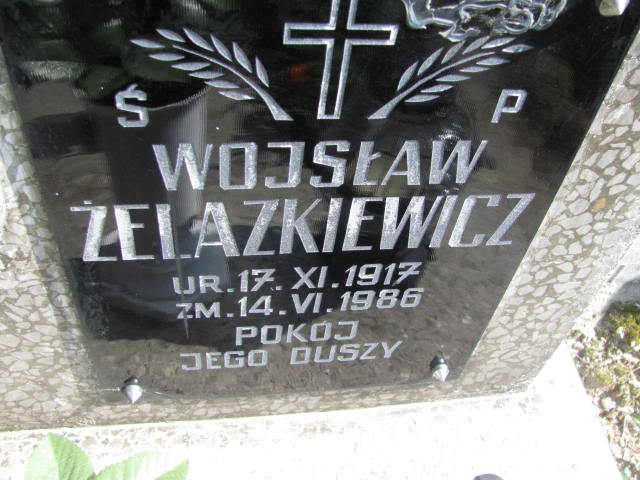 Ś P
WOJSŁAW
ŻELAZKIEWICZ
UR.17.XI.1917
ZM.14.VI.1986
POKÓJ
JEGO DUSZY